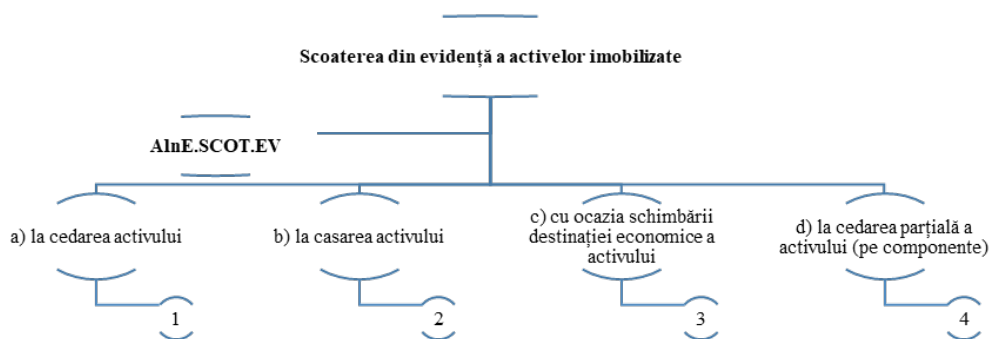 Scoaterea din evidență a activelor imobilizate
AlnE.SCOT.EV
a) la cedarea activului
b) la casarea activului
c) cu ocazia schimbării
destinației economice a
activului
d) la cedarea parțială a
activului (pe componente)
1
2
3
4